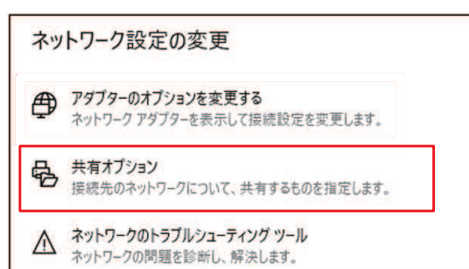 ネットワーク設定の変更
アダプターのオプションを変更する
ネットワーク アダプターを表示して接続設定を変更します。
共有オプション
接続先のネットワークについて、共有するものを指定します。
ネットワークのトラブルシューティング ツール
ネットワークの問題を診断し、解決します。